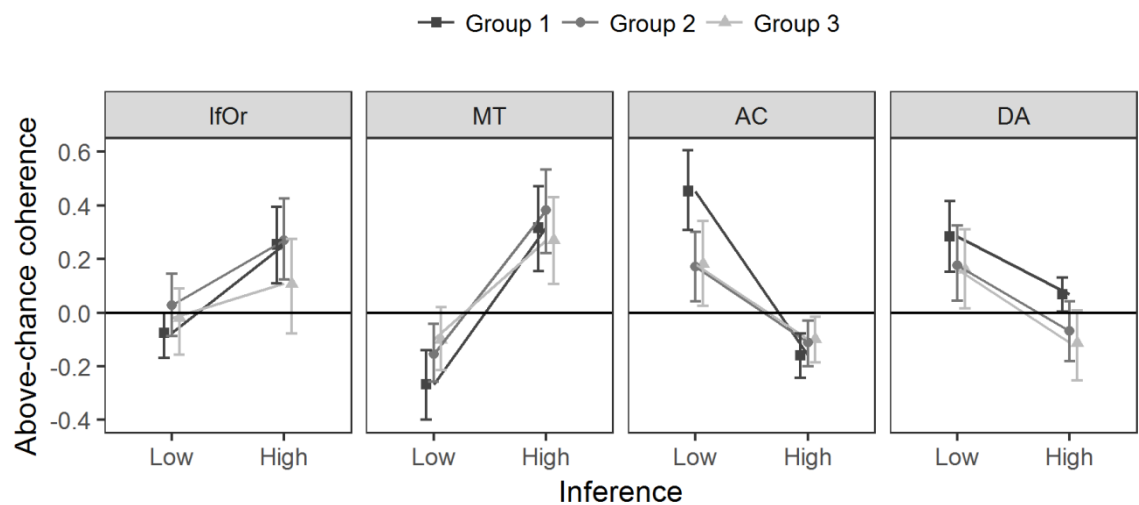 Group 1 Group 2 Group 3
IfOr MT AC DA
Above-chance coherence
0.6
0.4
0.2
0.0
-0.2
-0.4
Low High Low High Low High Low High
Inference